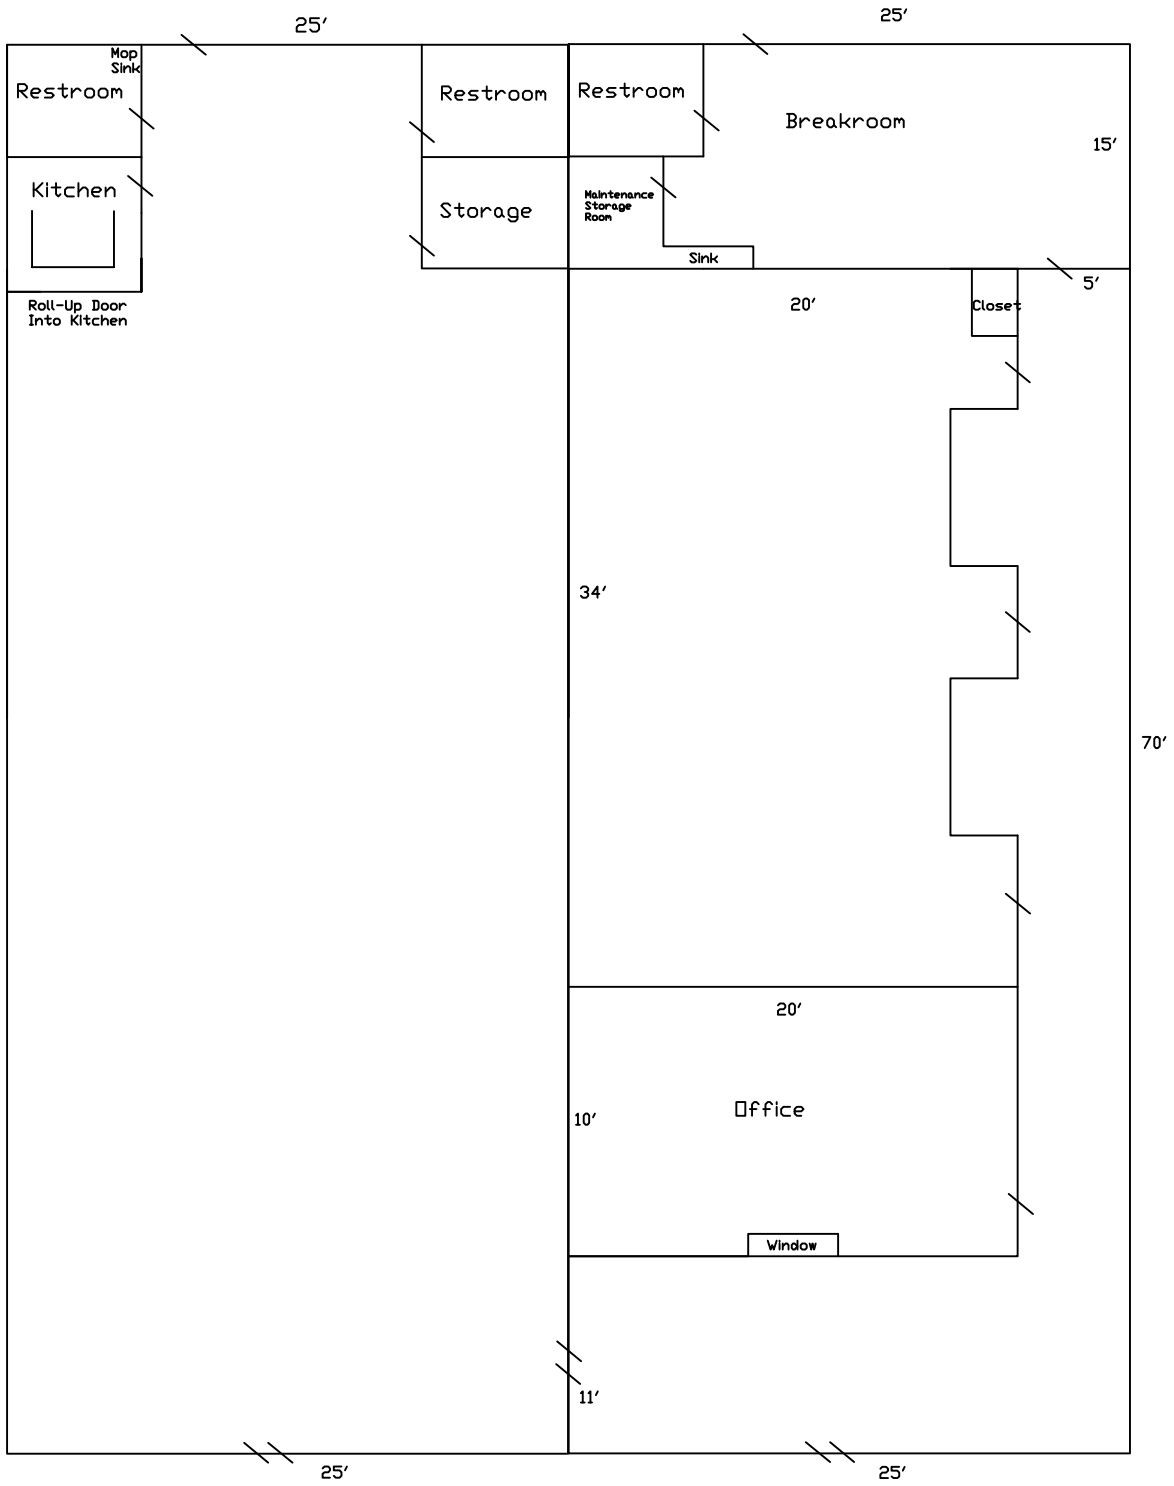 25'
25'
Mop
Sink
Restroom
Restroom
Restroom
Breakroom
15'
Kitchen
Storage
Maintenance
Storage
Room
Sink
Roll-Up Door
Into Kitchen
20'
Closet
5'
34'
70'
20'
Office
10'
Window
11'
25'
25'